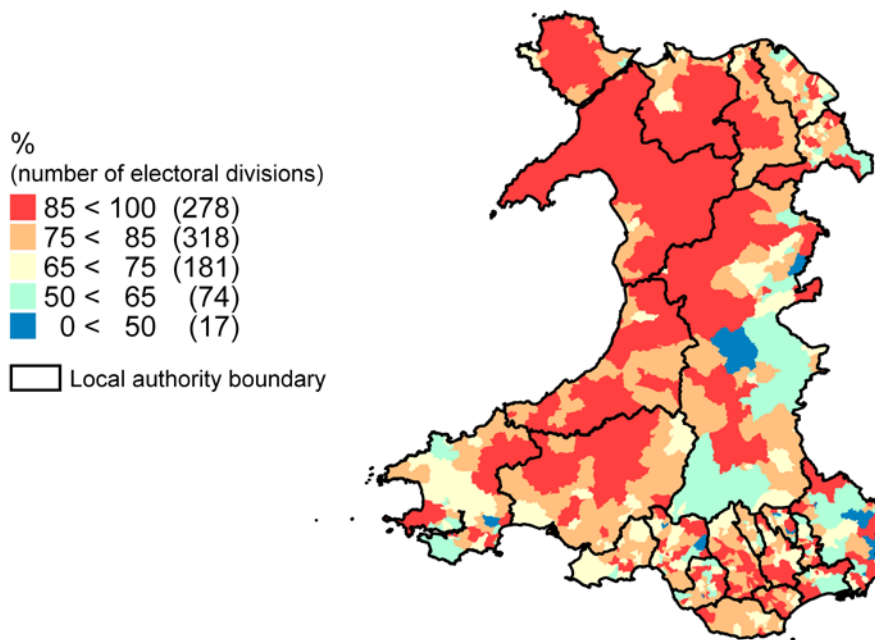 %
(number of electoral divisions)
85 < 100 (278)
75 < 85 (318)
65 < 75 (181)
50 < 65 (74)
0 < 50 (17)
Local authority boundary